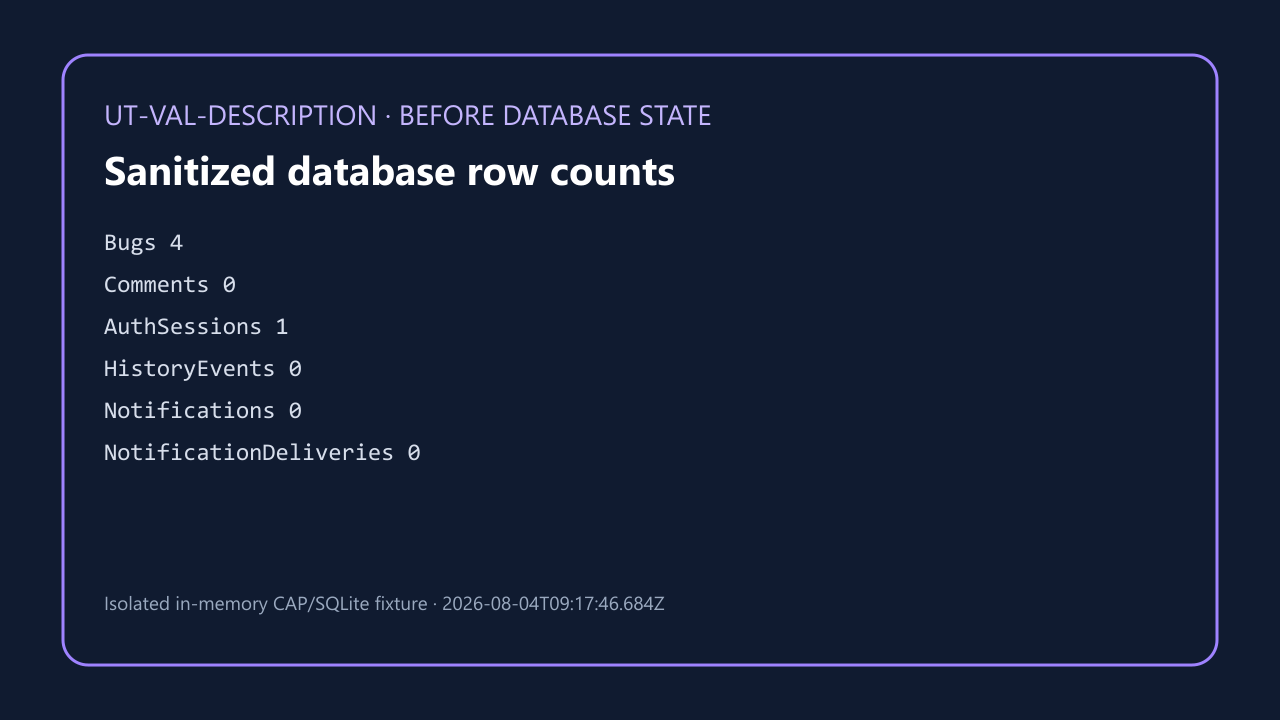 UT-VAL-DESCRIPTION · BEFORE DATABASE STATE
Sanitized database row counts
Bugs 4
Comments 0
AuthSessions 1
HistoryEvents 0
Notifications 0
NotificationDeliveries 0
Isolated in-memory CAP/SQLite fixture · 2026-08-04T09:17:46.684Z